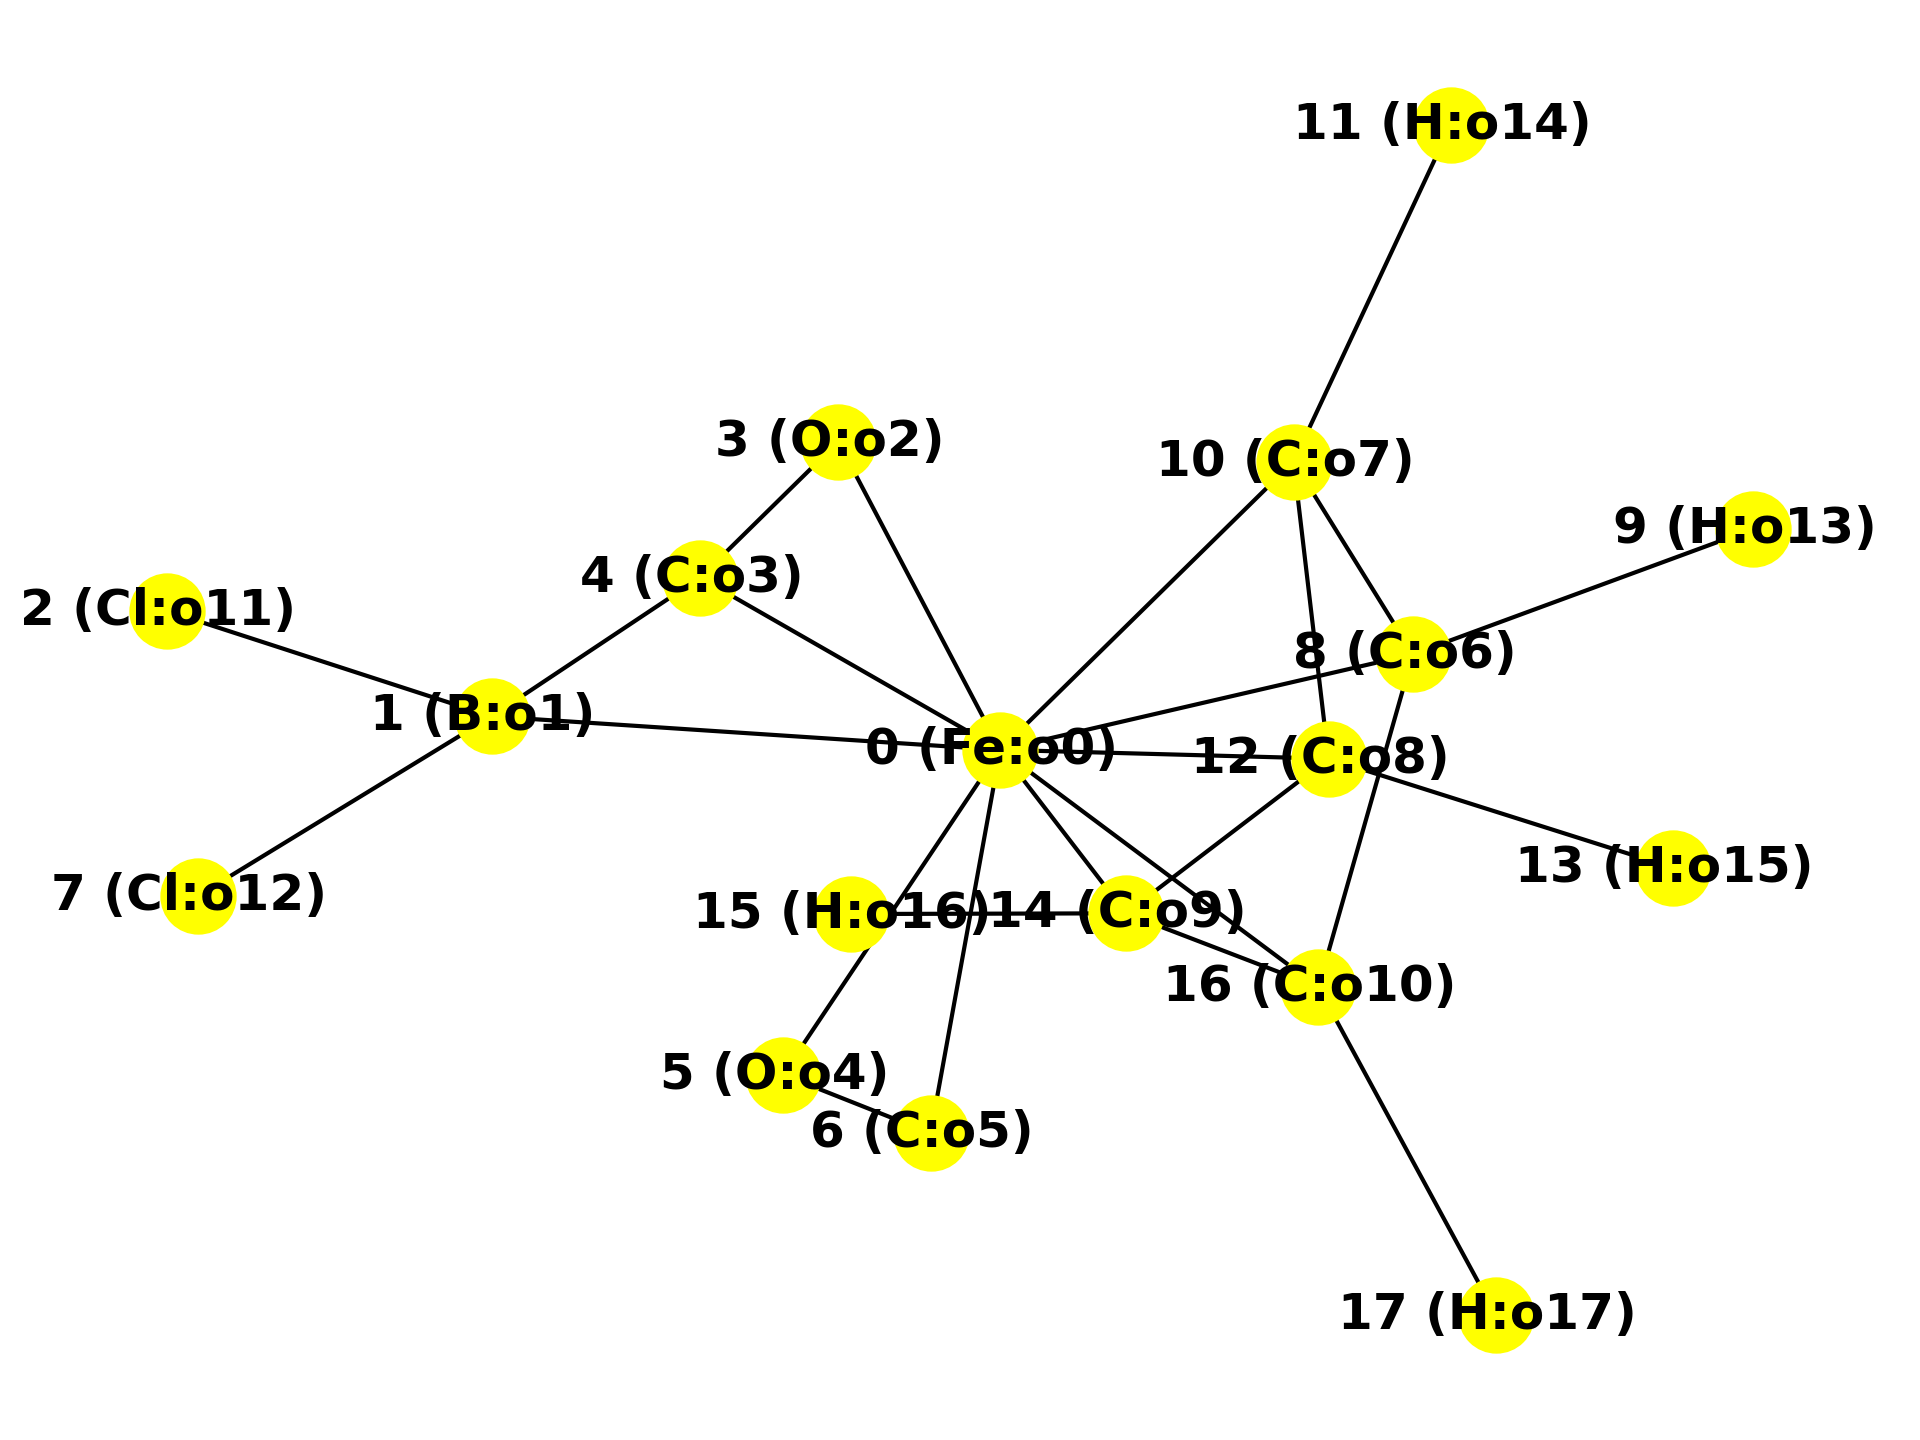 11 (H:o14)
3 (O:o2)
10 (C:o7)
9 (H:o13)
4 (C:o3)
2 (Cl:o11)
8 (C:o6)
1 (B:o1)
0 (Fe:o0)
12 (C:o8)
13 (H:o15)
7 (Cl:o12)
15 (H:o16)
14 (C:o9)
16 (C:o10)
5 (O:o4)
6 (C:o5)
17 (H:o17)